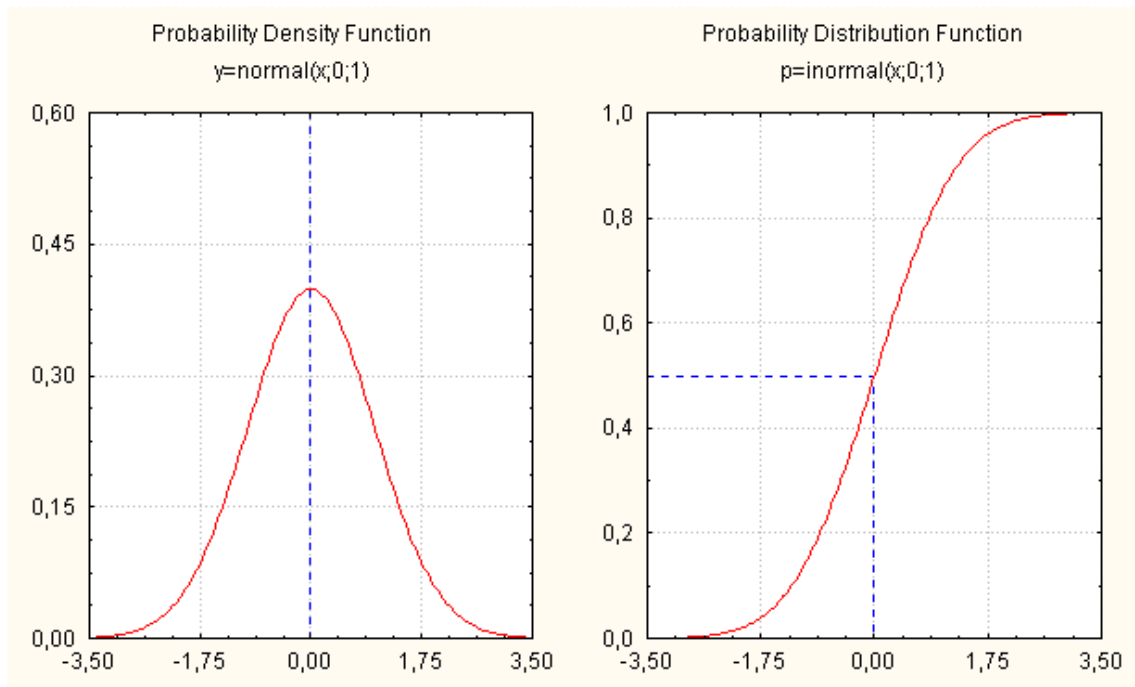 Probability Density Function
y=normal(x;0;1)
0,60
0,45
0,30
0,15
0,00
-3,50 -1,75 0,00 1,75 3,50
Probability Distribution Function
p=inormal(x;0;1)
1,0
0,8
0,6
0,4
0,2
0,0
-3,50 -1,75 0,00 1,75 3,50